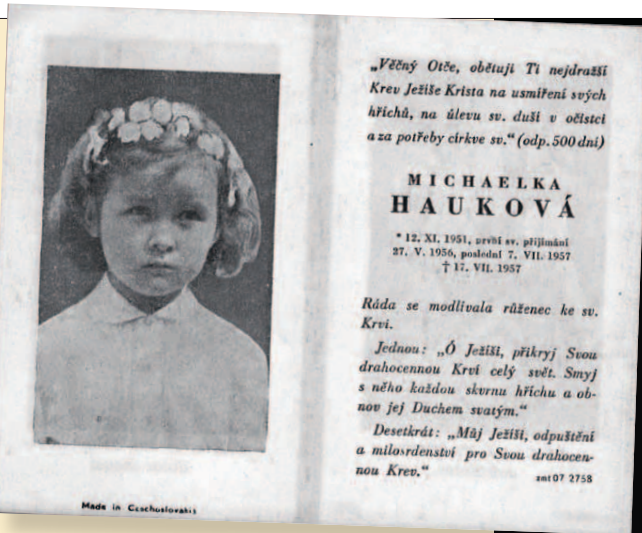 „Věčný Otče, obětuji Ti nejdražší
Krev Ježíše Krista na usmíření svých
hříchů, na úlevu sv. duší v očistci
a za potřeby církve sv.“ (odp. 500 dní)
MICHAELKA
HAUKOVÁ
* 12. XI. 1951, první sv. přijímání
27. V. 1956, poslední 7. VII. 1957
† 17. VII. 1957
Ráda se modlívala růženec ke sv.
Krvi.
Jednou: „Ó Ježíši, přikryj Svou
drahocennou Krví celý svět. Smyj
s něho každou skvrnu hříchu a ob-
nov jej Duchem svatým.“
Desetkrát: „Můj Ježíši, odpuštění
a milosrdenství pro Svou drahocen-
nou Krev.“
smt 07 2758
Made in Czechoslovakia